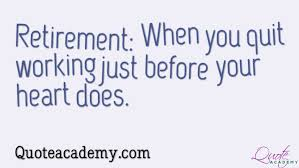 Retirement: When you quit
working just before your
heart does.
Quoteacademy.com
Quote
ACADEMY